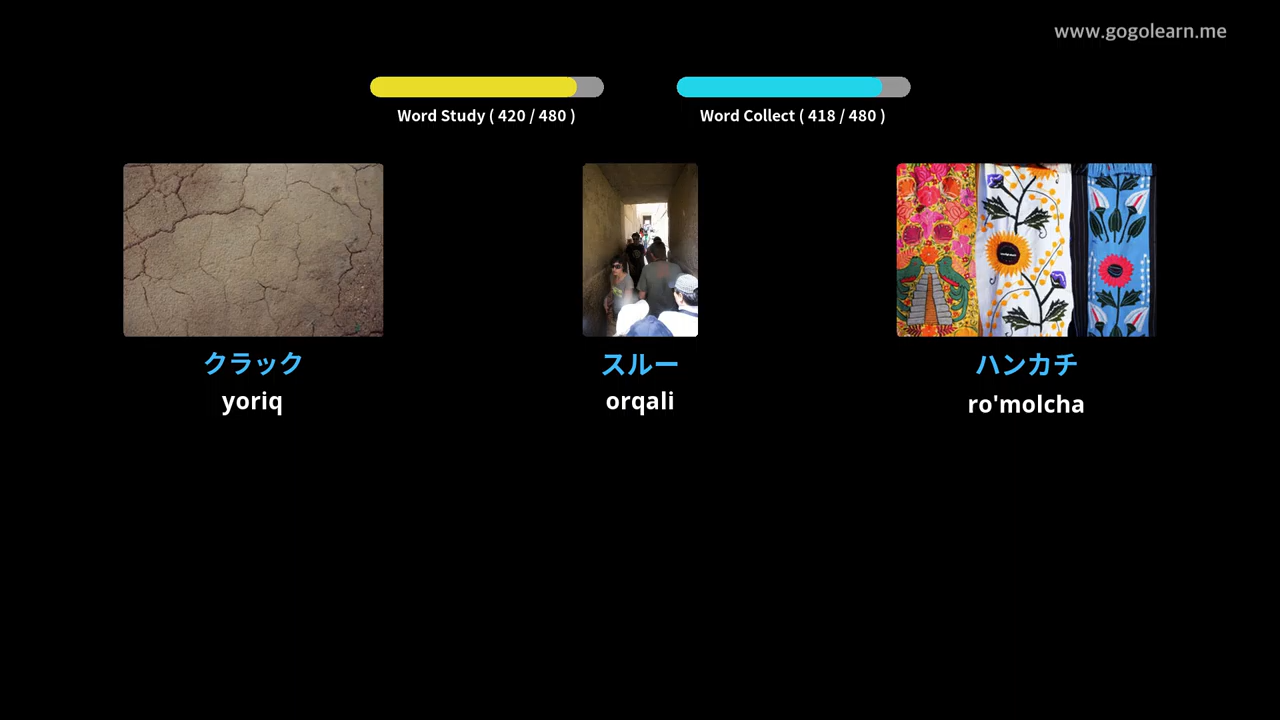 www.gogolearn.me
Word Study ( 420 / 480 )
Word Collect ( 418 / 480 )
クラック
yoriq
スルー
orqali
ハンカチ
ro'molcha